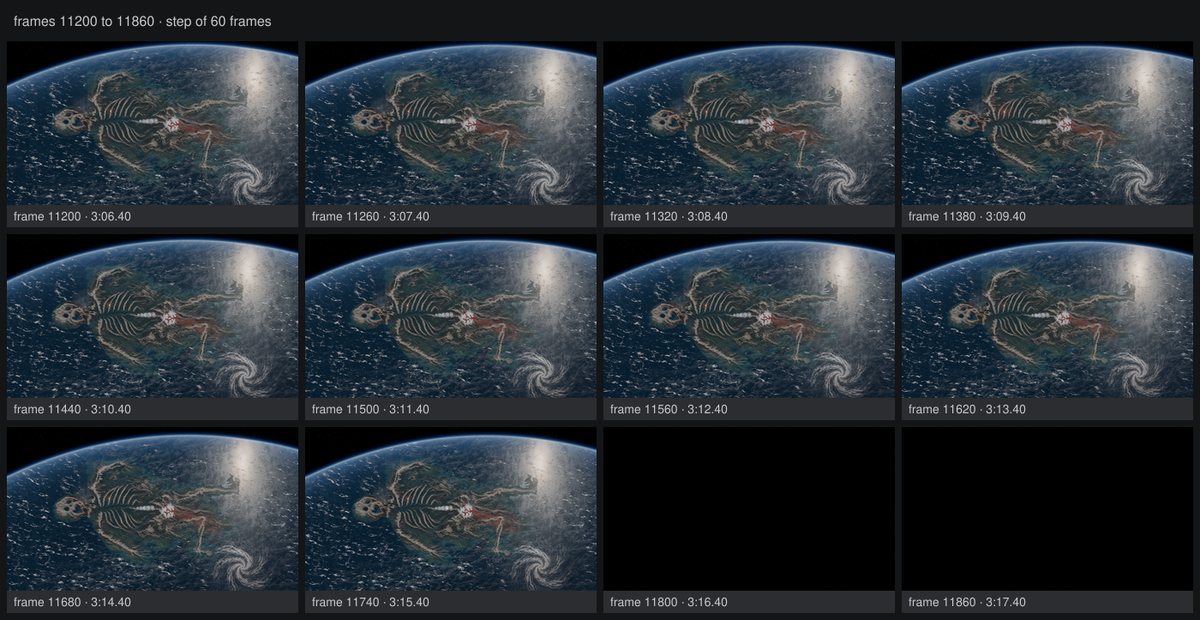 frames 11200 to 11860 · step of 60 frames
frame 11200 · 3:06.40
frame 11260 · 3:07.40
frame 11320 · 3:08.40
frame 11380 · 3:09.40
frame 11440 · 3:10.40
frame 11500 · 3:11.40
frame 11560 · 3:12.40
frame 11620 · 3:13.40
frame 11680 · 3:14.40
frame 11740 · 3:15.40
frame 11800 · 3:16.40
frame 11860 · 3:17.40